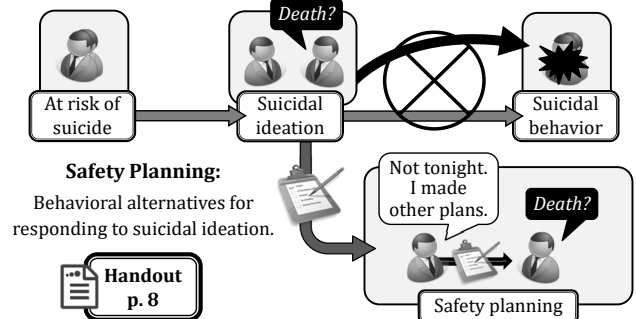 Death?
At risk of
suicide
Suicidal
ideation
Suicidal
behavior
Safety Planning:
Behavioral alternatives for
responding to suicidal ideation.
Handout
p. 8
Not tonight.
I made
other plans.
Death?
Safety planning